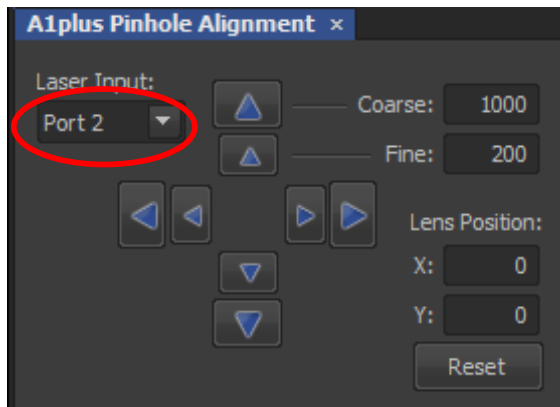 A1plus Pinhole Alignment ×
Laser Input:
Port 2
Coarse: 1000
Fine: 200
Lens Position:
X: 0
Y: 0
Reset